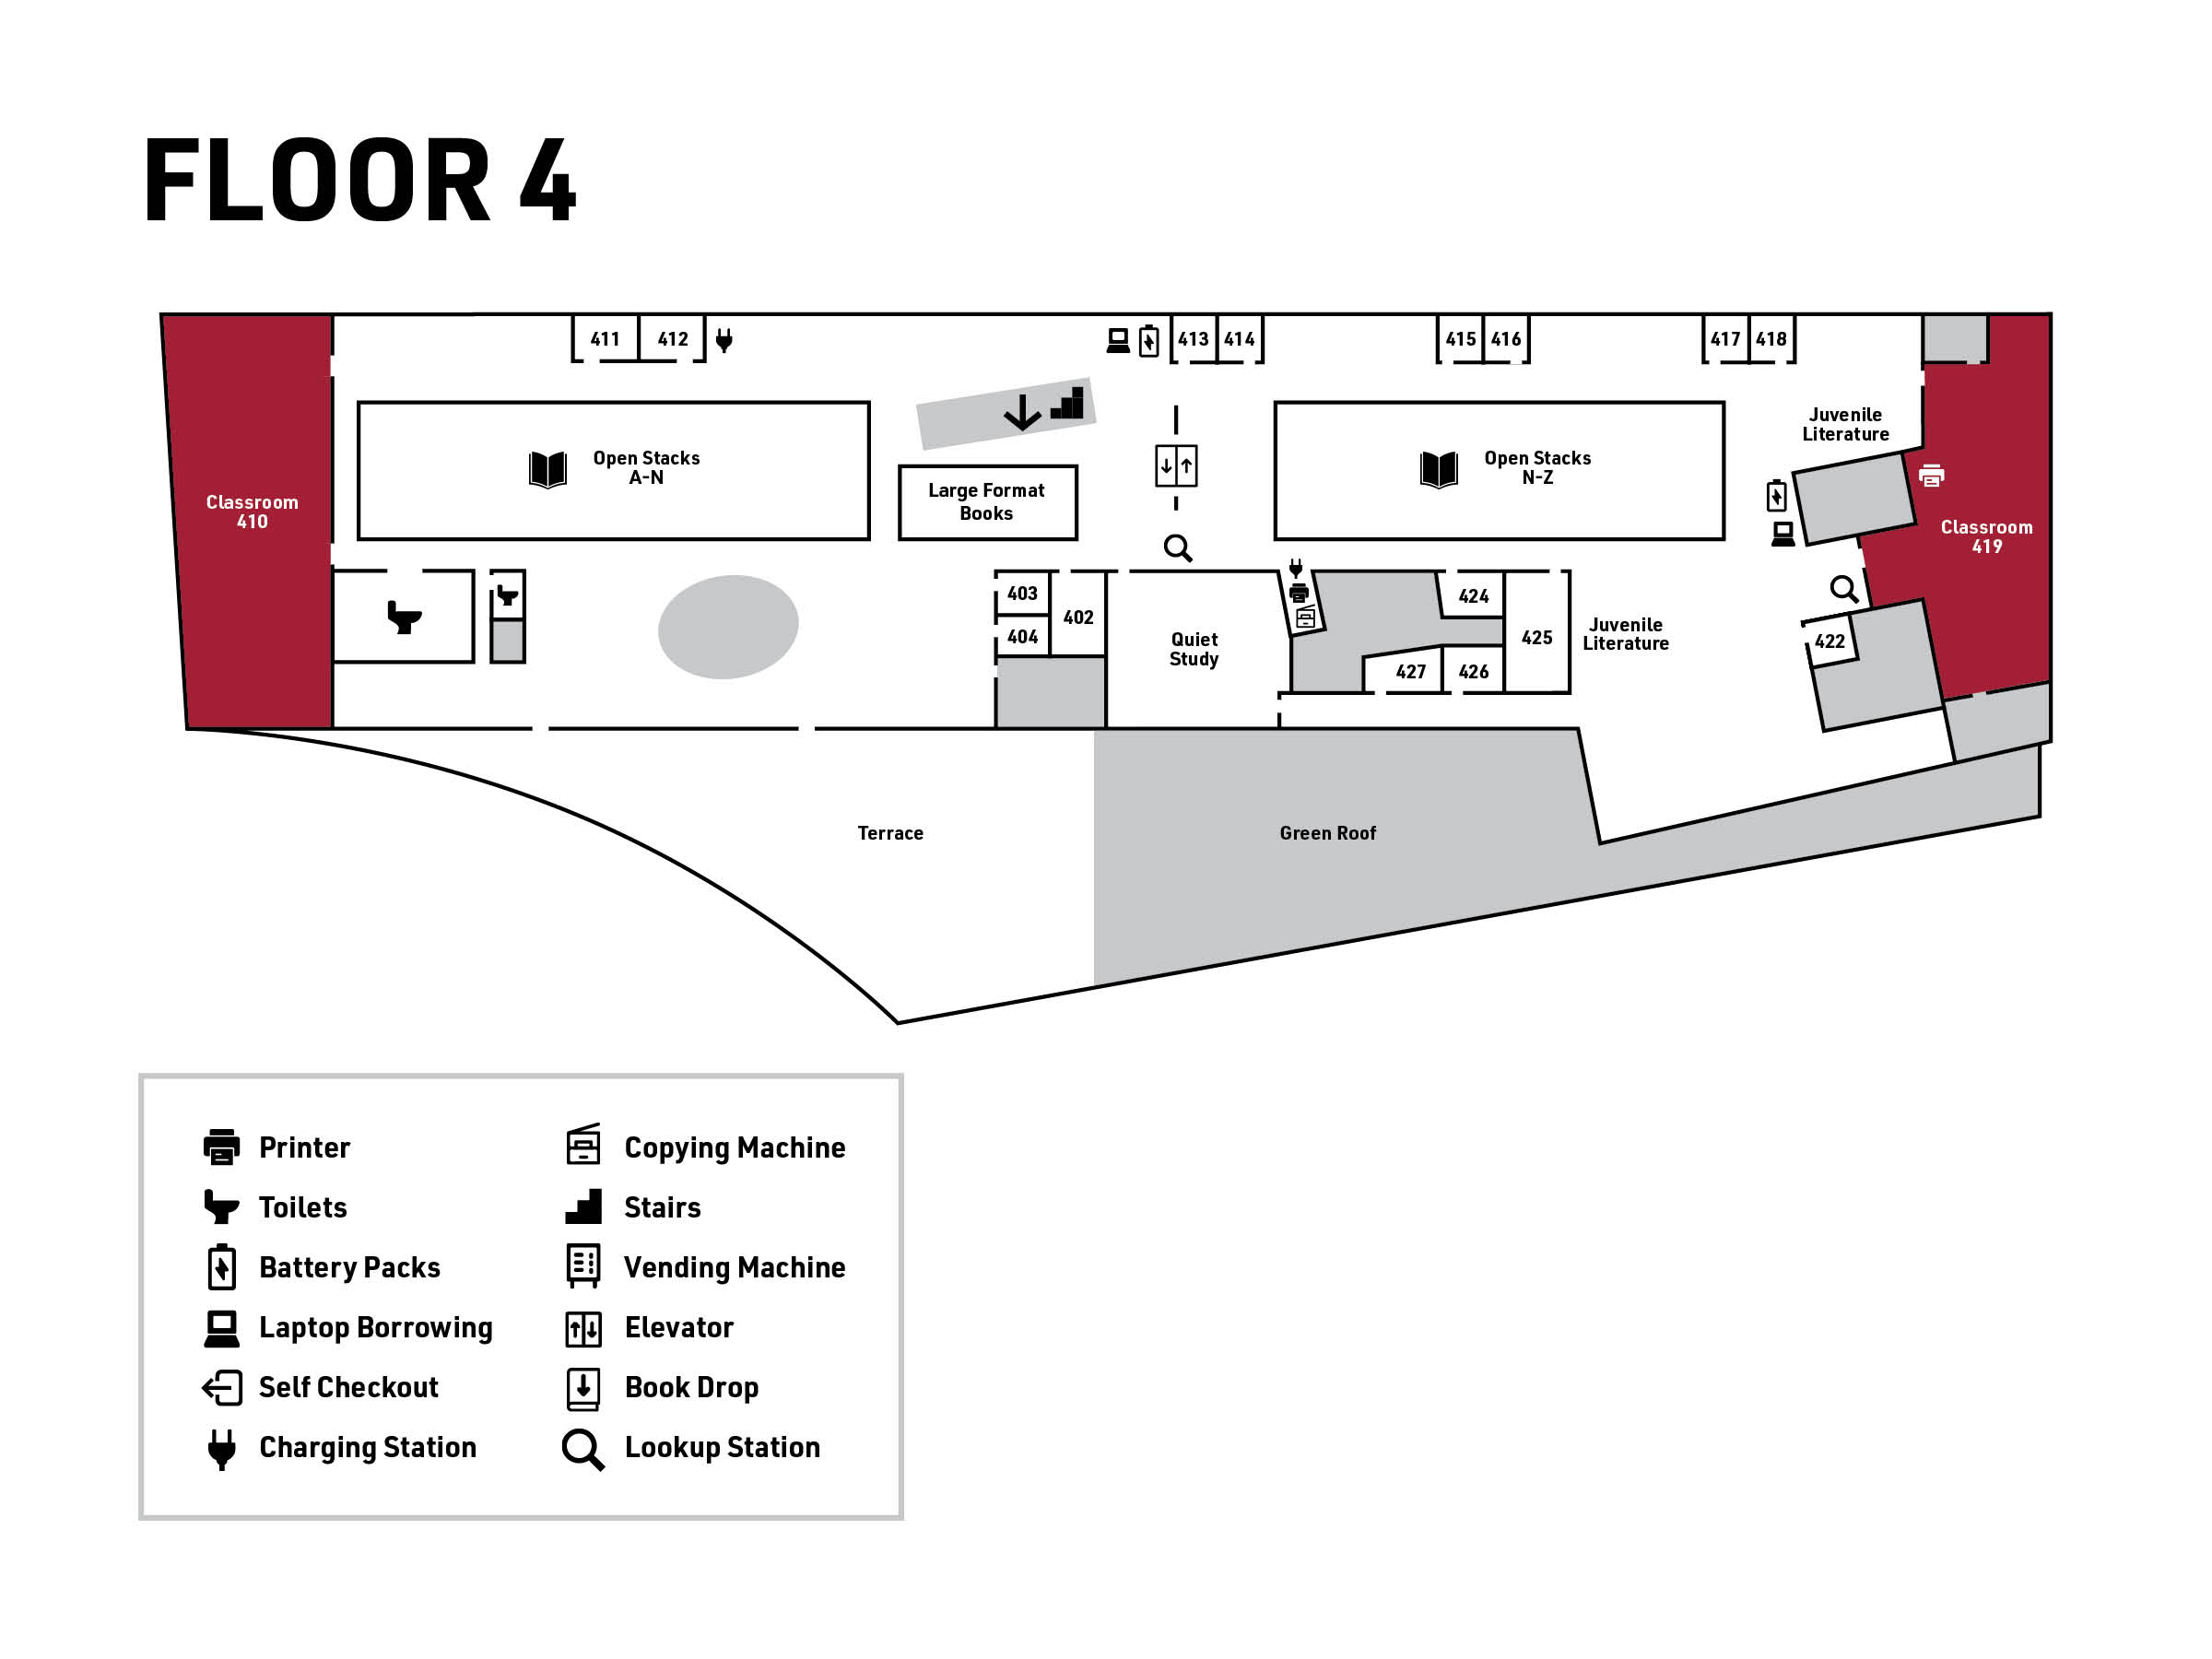 FLOOR 4
411
412
413
414
415
416
417
418
Juvenile
Literature
Open Stacks
A-N
Large Format
Books
Open Stacks
N-Z
Classroom
410
Classroom
419
403
404
402
Quiet
Study
424
425
427
426
Juvenile
Literature
422
Terrace
Green Roof
Printer
Toilets
Battery Packs
Laptop Borrowing
Self Checkout
Charging Station
Copying Machine
Stairs
Vending Machine
Elevator
Book Drop
Lookup Station